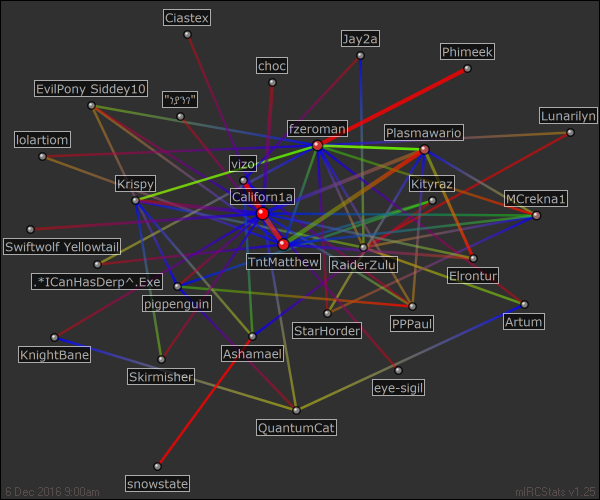 Ciastex
Jay2a
Phimeek
choc
EvilPony Siddey10
Lunarilyn
fzeroman
Plasmawario
lolartiom
vizo
Krispy
Kityraz
Californ1a
MCrekna1
Swiftwolf Yellowtail
TntMatthew
RaiderZulu
Elrontur
.*ICanHasDerp^.Exe
pigpenguin
StarHorder
PPPaul
Artum
KnightBane
Ashamael
Skirmisher
eye-sigil
QuantumCat
snowstate
6 Dec 2016 9:00am
mIRCStats v1.25